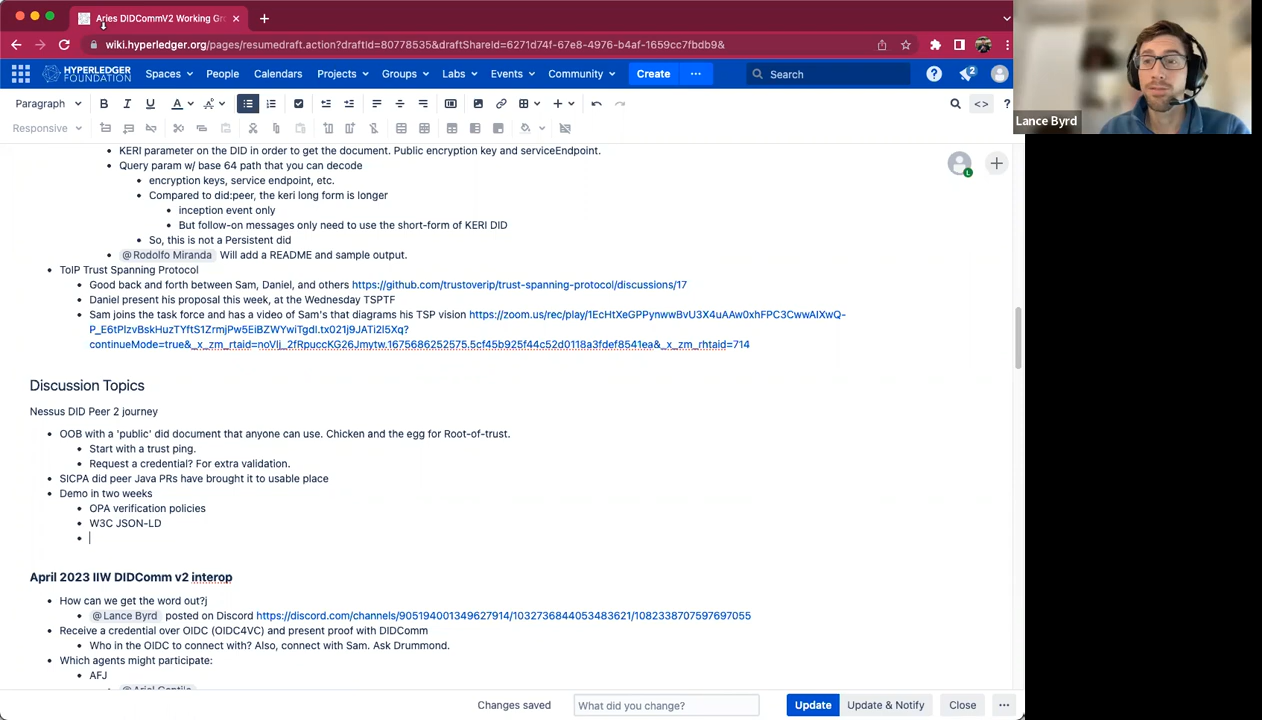 Aries DIDCommV2 Working Gr
wiki.hyperledger.org/pages/resumedraft.action?draftId=80778535&draftShareId=6271d74f-67e8-4976-b4af-1659cc7fbdb9&
HYPERLEDGER FOUNDATION Spaces People Calendars Projects Groups Labs Events Community Create ... Search ? 2
Paragraph B I U A <> ?
Responsive
Lance Byrd
KERI parameter on the DID in order to get the document. Public encryption key and serviceEndpoint.
Query param w/ base 64 path that you can decode
encryption keys, service endpoint, etc.
Compared to did:peer, the keri long form is longer
inception event only
But follow-on messages only need to use the short-form of KERI DID
So, this is not a Persistent did
@Rodolfo Miranda Will add a README and sample output.
ToIP Trust Spanning Protocol
Good back and forth between Sam, Daniel, and others https://github.com/trustoverip/trust-spanning-protocol/discussions/17
Daniel present his proposal this week, at the Wednesday TSPTF
Sam joins the task force and has a video of Sam's that diagrams his TSP vision https://zoom.us/rec/play/1EcHtXeGPPynwwBvU3X4uAAw0xhFPC3CwwAIXwQ-
P_E6tPlzvBskHuzTYftS1ZrmjPw5EiBZWYwiTgdI.tx021j9JATi2l5Xq?
continueMode=true&_x_zm_rtaid=noVlj_2fRpuccKG26Jmytw.1675686252575.5cf45b925f44c52d0118a3fdef8541ea&_x_zm_rhtaid=714
Discussion Topics
Nessus DID Peer 2 journey
OOB with a 'public' did document that anyone can use. Chicken and the egg for Root-of-trust.
Start with a trust ping.
Request a credential? For extra validation.
SICPA did peer Java PRs have brought it to usable place
Demo in two weeks
OPA verification policies
W3C JSON-LD
April 2023 IIW DIDComm v2 interop
How can we get the word out?j
@Lance Byrd posted on Discord https://discord.com/channels/905194001349627914/1032736844053483621/1082338707597697055
Receive a credential over OIDC (OIDC4VC) and present proof with DIDComm
Who in the OIDC to connect with? Also, connect with Sam. Ask Drummond.
Which agents might participate:
AFJ
@Ariel Gentile
Changes saved What did you change? Update Update & Notify Close ...